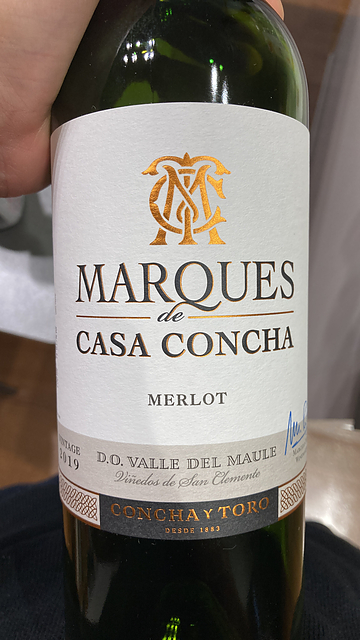 MARQUES
de
CASA CONCHA
MERLOT
2019
D.O. VALLE DEL MAULE
Viñedos de San Clemente
CONCHA Y TORO
DESDE 1883